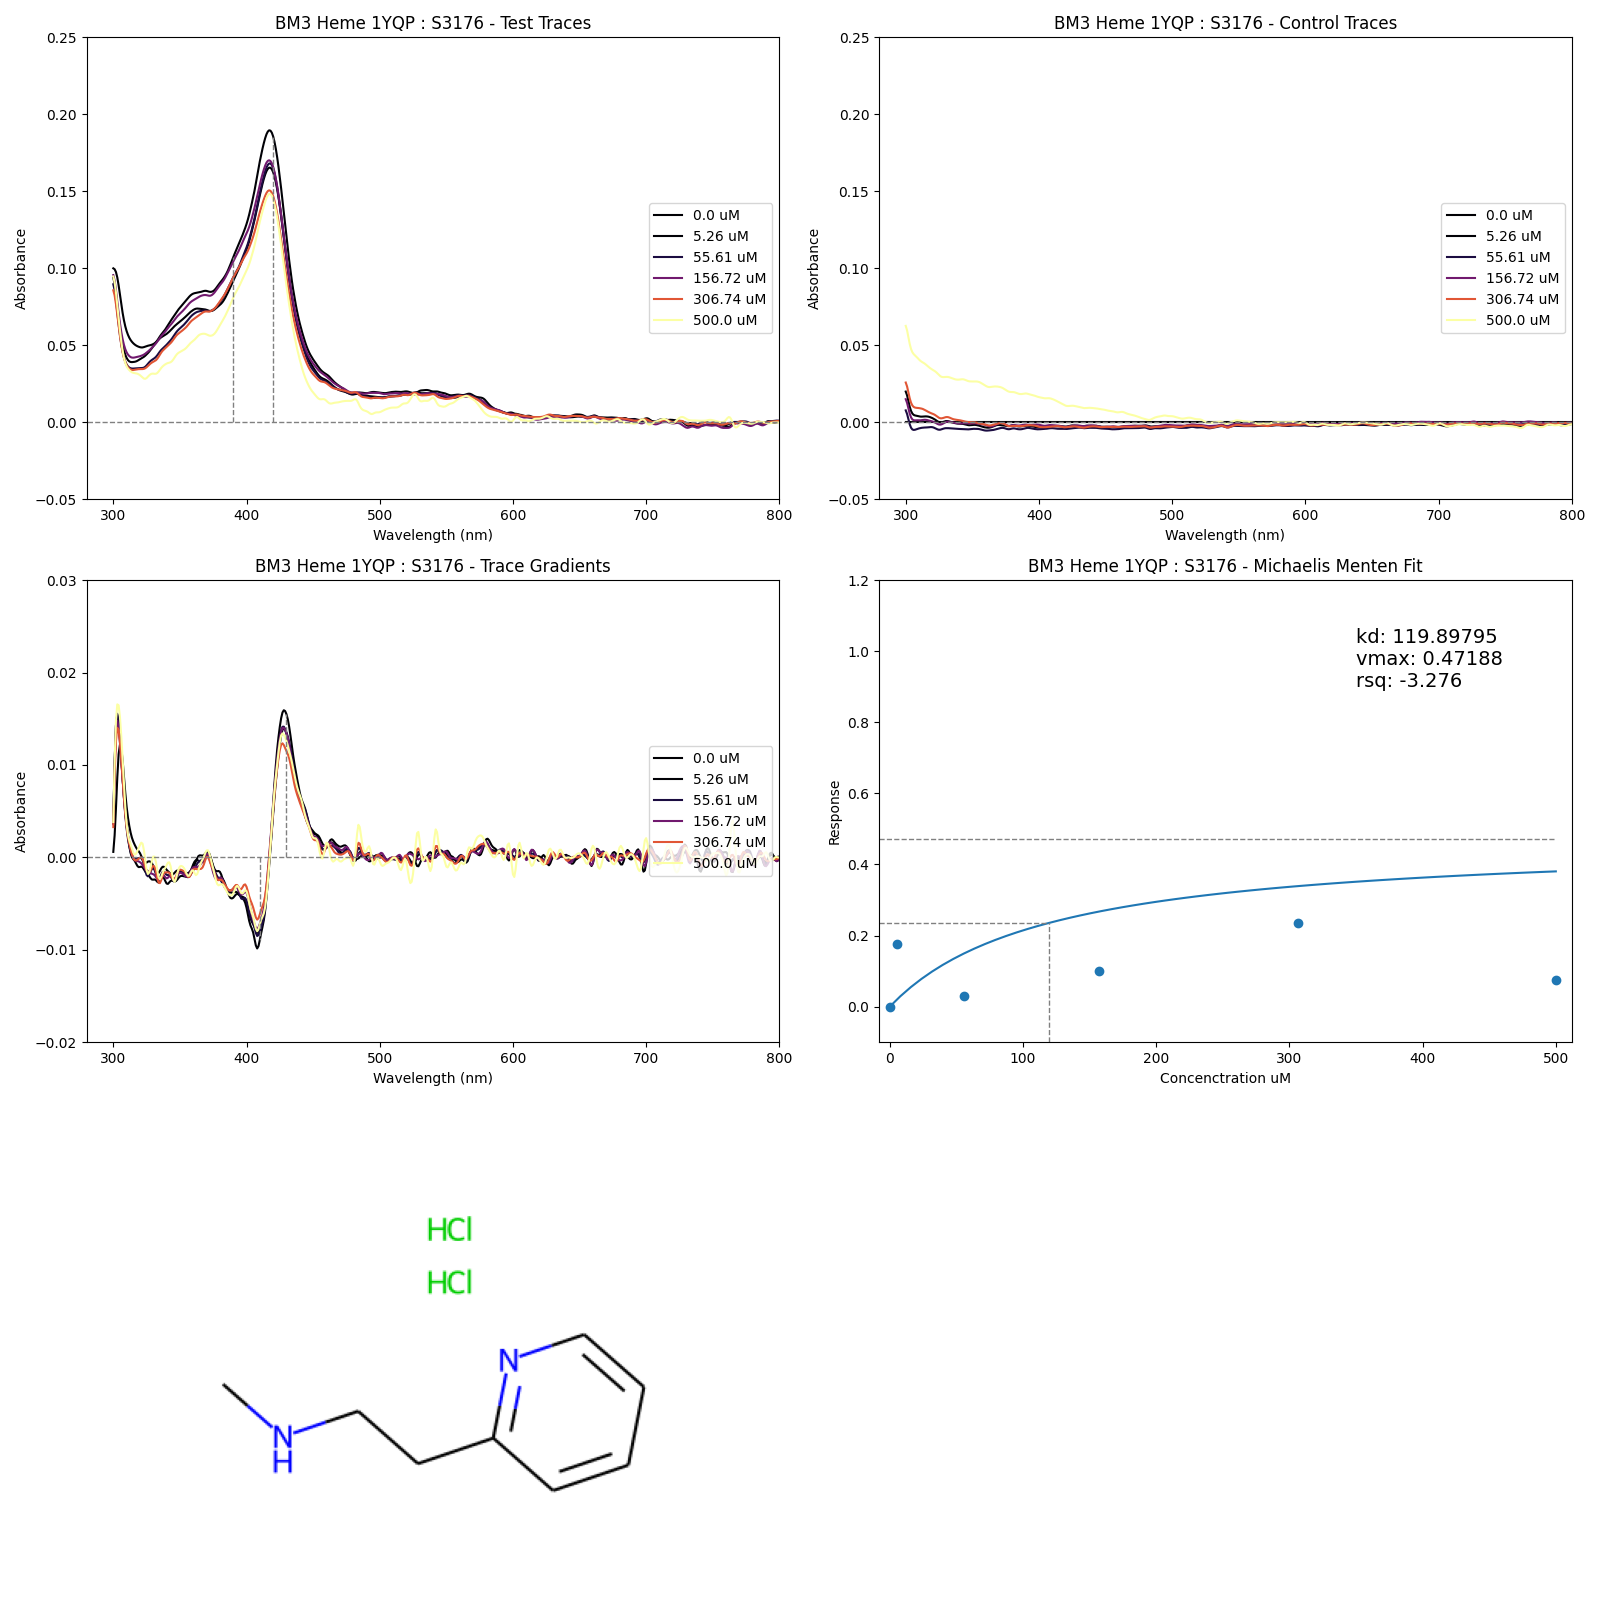 BM3 Heme 1YQP : S3176 - Test Traces
0.25
0.20
0.15
0.10
0.05
0.00
−0.05
Absorbance
300
400
500
600
700
800
Wavelength (nm)
0.0 uM
5.26 uM
55.61 uM
156.72 uM
306.74 uM
500.0 uM
BM3 Heme 1YQP : S3176 - Control Traces
0.25
0.20
0.15
0.10
0.05
0.00
−0.05
Absorbance
300
400
500
600
700
800
Wavelength (nm)
0.0 uM
5.26 uM
55.61 uM
156.72 uM
306.74 uM
500.0 uM
BM3 Heme 1YQP : S3176 - Trace Gradients
0.03
0.02
0.01
0.00
−0.01
−0.02
Absorbance
300
400
500
600
700
800
Wavelength (nm)
0.0 uM
5.26 uM
55.61 uM
156.72 uM
306.74 uM
500.0 uM
BM3 Heme 1YQP : S3176 - Michaelis Menten Fit
1.2
1.0
0.8
0.6
0.4
0.2
0.0
Response
0
100
200
300
400
500
Concenctration uM
kd: 119.89795
vmax: 0.47188
rsq: -3.276
HCl
HCl
N
N
H